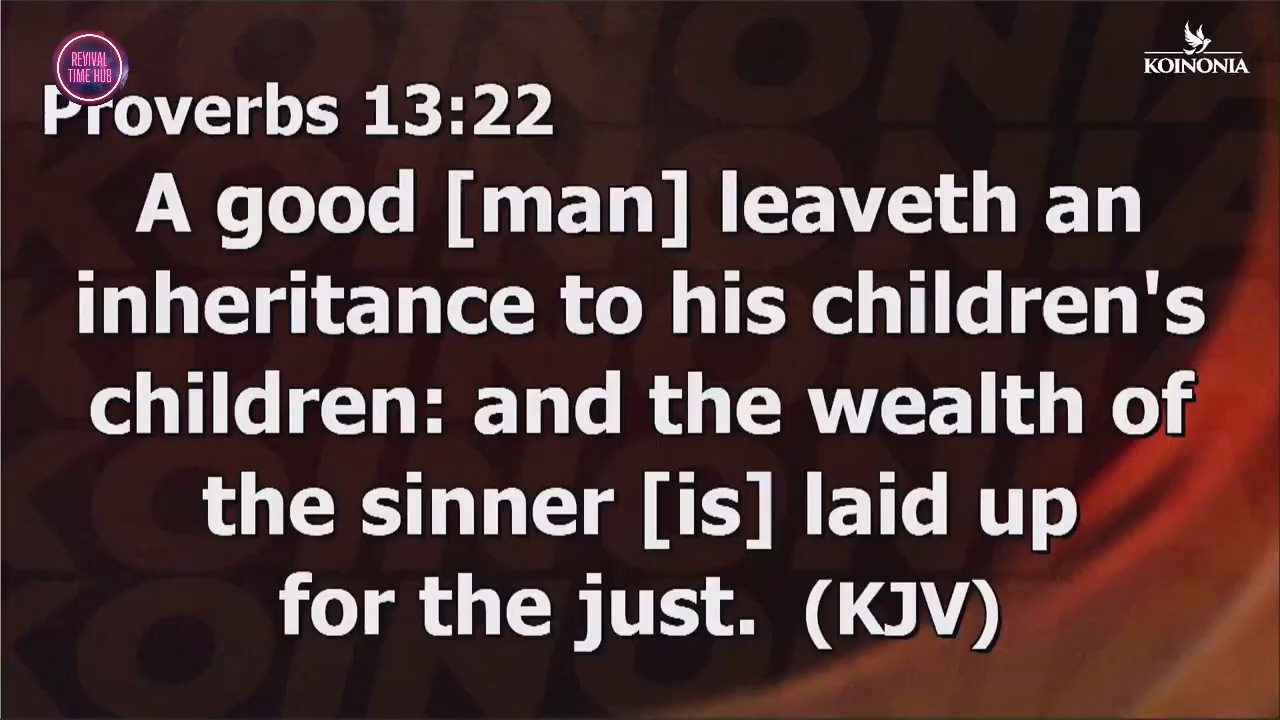 REVIVAL
TIME HUB
KOINONIA
Proverbs 13:22
A good [man] leaveth an
inheritance to his children's
children: and the wealth of
the sinner [is] laid up
for the just. (KJV)